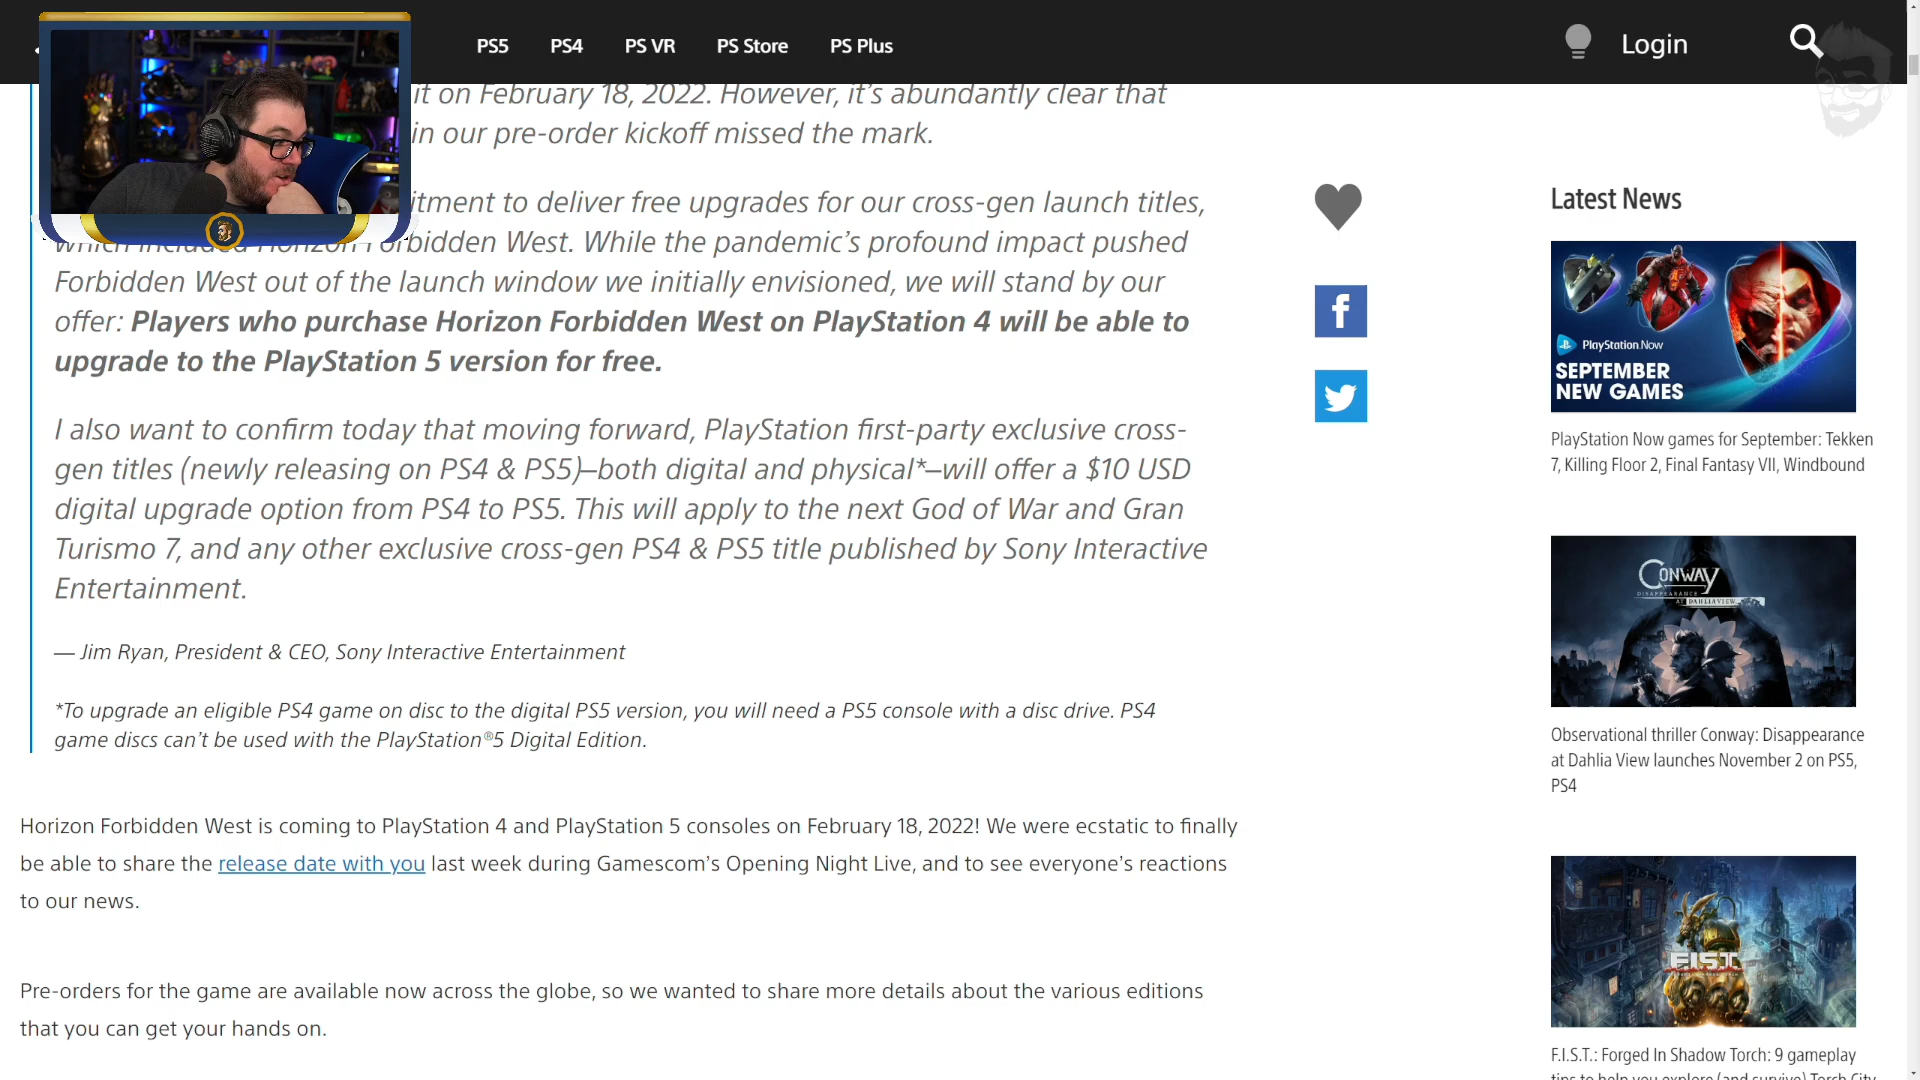 PS5 PS4 PS VR PS Store PS Plus Login
it on February 18, 2022. However, it's abundantly clear that
in our pre-order kickoff missed the mark.
itment to deliver free upgrades for our cross-gen launch titles,
which included Horizon Forbidden West. While the pandemic's profound impact pushed
Forbidden West out of the launch window we initially envisioned, we will stand by our
offer: Players who purchase Horizon Forbidden West on PlayStation 4 will be able to
upgrade to the PlayStation 5 version for free.
I also want to confirm today that moving forward, PlayStation first-party exclusive cross-
gen titles (newly releasing on PS4 & PS5)–both digital and physical*–will offer a $10 USD
digital upgrade option from PS4 to PS5. This will apply to the next God of War and Gran
Turismo 7, and any other exclusive cross-gen PS4 & PS5 title published by Sony Interactive
Entertainment.
— Jim Ryan, President & CEO, Sony Interactive Entertainment
*To upgrade an eligible PS4 game on disc to the digital PS5 version, you will need a PS5 console with a disc drive. PS4
game discs can't be used with the PlayStation®5 Digital Edition.
Horizon Forbidden West is coming to PlayStation 4 and PlayStation 5 consoles on February 18, 2022! We were ecstatic to finally
be able to share the release date with you last week during Gamescom's Opening Night Live, and to see everyone's reactions
to our news.
Pre-orders for the game are available now across the globe, so we wanted to share more details about the various editions
that you can get your hands on.
Latest News
PlayStation Now
SEPTEMBER
NEW GAMES
PlayStation Now games for September: Tekken
7, Killing Floor 2, Final Fantasy VII, Windbound
CONWAY
DISAPPEARANCE
AT DAHLIA VIEW
Observational thriller Conway: Disappearance
at Dahlia View launches November 2 on PS5,
PS4
F.I.S.T.
F.I.S.T.: Forged In Shadow Torch: 9 gameplay
tips to help you explore (and survive) Torch City